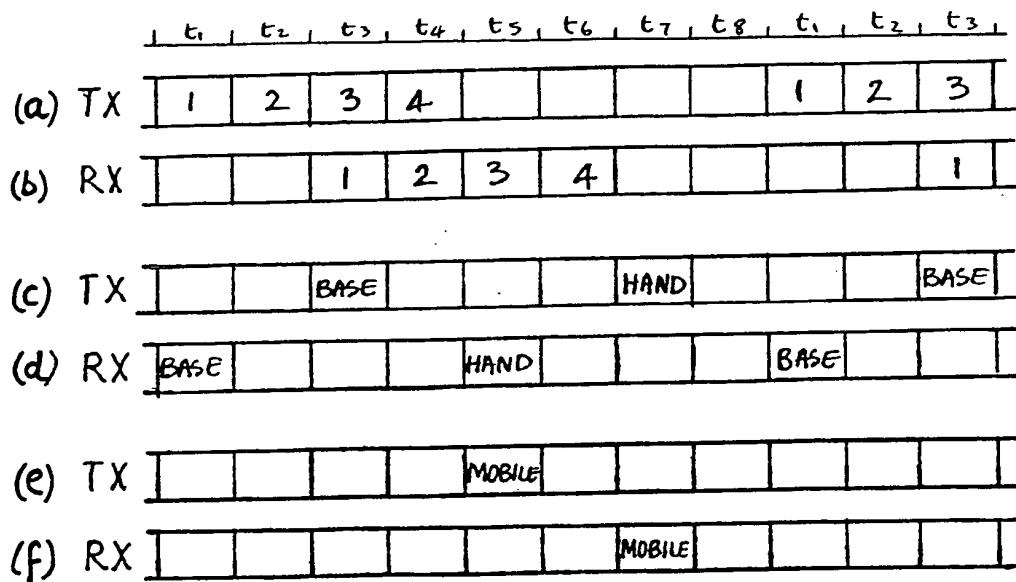 t₁ t₂ t₃ t₄ t₅ t₆ t₇ t₈ t₁ t₂ t₃
(a) TX 1 2 3 4 1 2 3
(b) RX 1 2 3 4 1
(c) TX BASE HAND BASE
(d) RX BASE HAND BASE
(e) TX MOBILE
(f) RX MOBILE